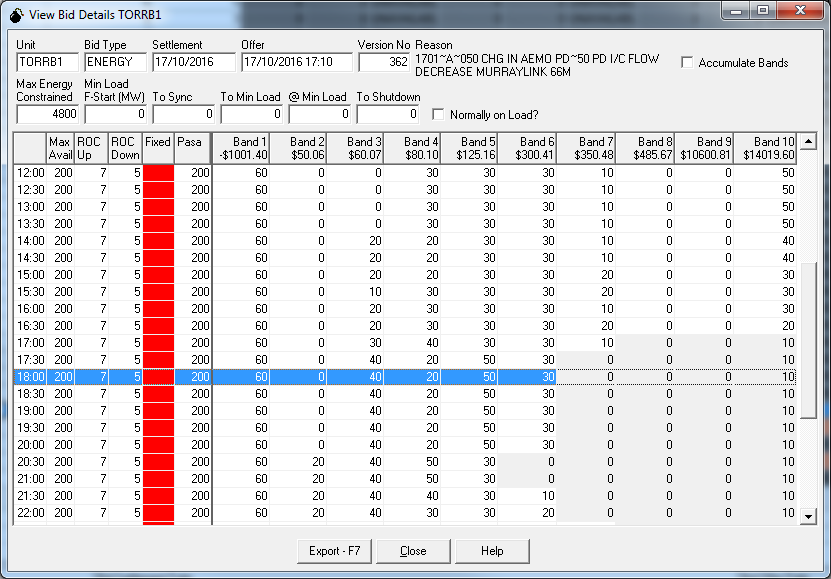 View Bid Details TORRB1
Unit Bid Type Settlement Offer Version No Reason
TORRB1 ENERGY 17/10/2016 17/10/2016 17:10 362 1701~A~050 CHG IN AEMO PD~50 PD I/C FLOW
DECREASE MURRAYLINK 66M
Accumulate Bands
Max Energy Min Load
Constrained F-Start (MW) To Sync To Min Load @ Min Load To Shutdown
4800 0 0 0 0 0 Normally on Load?
Max ROC ROC Fixed Pasa Band 1 Band 2 Band 3 Band 4 Band 5 Band 6 Band 7 Band 8 Band 9 Band 10
Avail Up Down -$1001.40 $50.06 $60.07 $80.10 $125.16 $300.41 $350.48 $485.67 $10600.81 $14019.60
12:00 200 7 5 200 60 0 0 30 30 30 10 0 0 50
12:30 200 7 5 200 60 0 0 30 30 30 10 0 0 50
13:00 200 7 5 200 60 0 0 30 30 30 10 0 0 50
13:30 200 7 5 200 60 0 0 30 30 30 10 0 0 50
14:00 200 7 5 200 60 0 20 20 30 30 10 0 0 40
14:30 200 7 5 200 60 0 20 20 30 30 10 0 0 40
15:00 200 7 5 200 60 0 20 20 30 30 20 0 0 30
15:30 200 7 5 200 60 0 10 30 30 30 20 0 0 30
16:00 200 7 5 200 60 0 20 30 30 30 10 0 0 30
16:30 200 7 5 200 60 0 20 30 30 30 20 0 0 20
17:00 200 7 5 200 60 0 30 40 30 30 10 0 0 10
17:30 200 7 5 200 60 0 40 20 50 30 0 0 0 10
18:00 200 7 5 200 60 0 40 20 50 30 0 0 0 10
18:30 200 7 5 200 60 0 40 20 50 30 0 0 0 10
19:00 200 7 5 200 60 0 40 20 50 30 0 0 0 10
19:30 200 7 5 200 60 0 40 20 50 30 0 0 0 10
20:00 200 7 5 200 60 0 40 20 50 30 0 0 0 10
20:30 200 7 5 200 60 20 40 50 30 0 0 0 0 10
21:00 200 7 5 200 60 20 40 50 30 0 0 0 0 10
21:30 200 7 5 200 60 20 40 40 30 10 0 0 0 10
22:00 200 7 5 200 60 20 40 30 30 20 0 0 0 10
Export - F7 Close Help